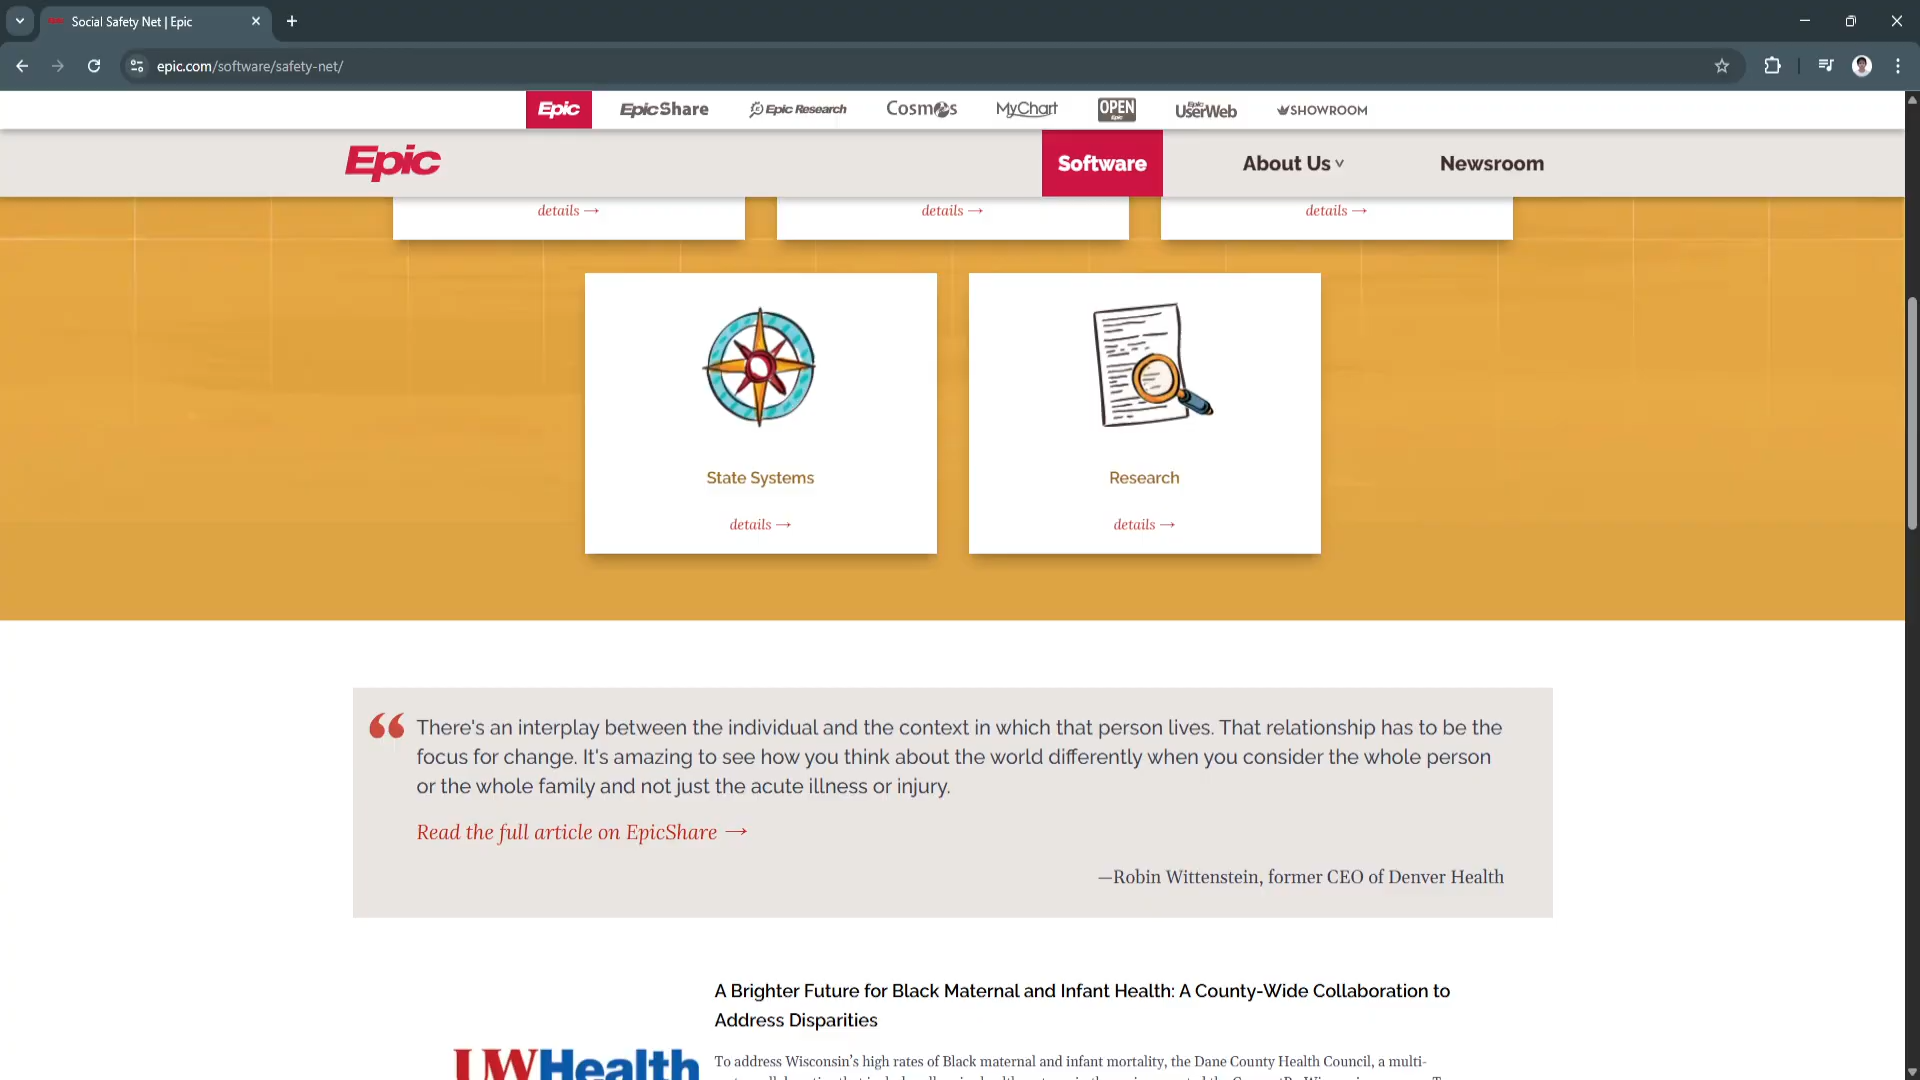 Social Safety Net | Epic
epic.com/software/safety-net/
Epic EpicShare Epic Research Cosmos MyChart OPEN Epic Epic UserWeb SHOWROOM
Epic Software About Us Newsroom
details → details → details →
State Systems Research
details → details →
“There's an interplay between the individual and the context in which that person lives. That relationship has to be the
focus for change. It's amazing to see how you think about the world differently when you consider the whole person
or the whole family and not just the acute illness or injury.
Read the full article on EpicShare →
—Robin Wittenstein, former CEO of Denver Health
A Brighter Future for Black Maternal and Infant Health: A County-Wide Collaboration to
Address Disparities
UWHealth
To address Wisconsin’s high rates of Black maternal and infant mortality, the Dane County Health Council, a multi-